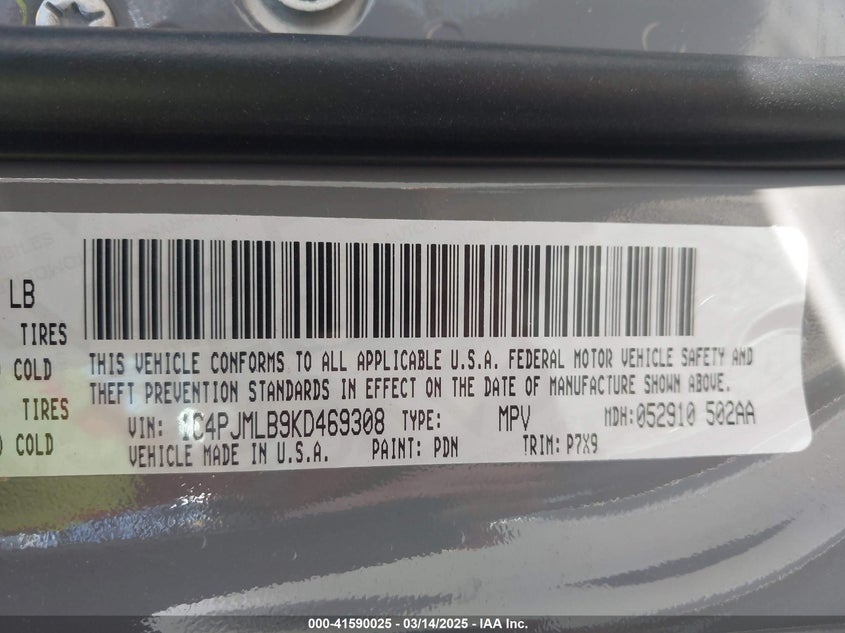 LB
TIRES
COLD
TIRES
COLD
THIS VEHICLE CONFORMS TO ALL APPLICABLE U.S.A. FEDERAL MOTOR VEHICLE SAFETY AND
THEFT PREVENTION STANDARDS IN EFFECT ON THE DATE OF MANUFACTURE SHOWN ABOVE.
VIN: 1C4PJMLB9KD469308 TYPE: MPV MDH:052910 502AA
VEHICLE MADE IN U.S.A. PAINT: PDN TRIM: P7X9
000-41590025 - 03/14/2025 - IAA Inc.